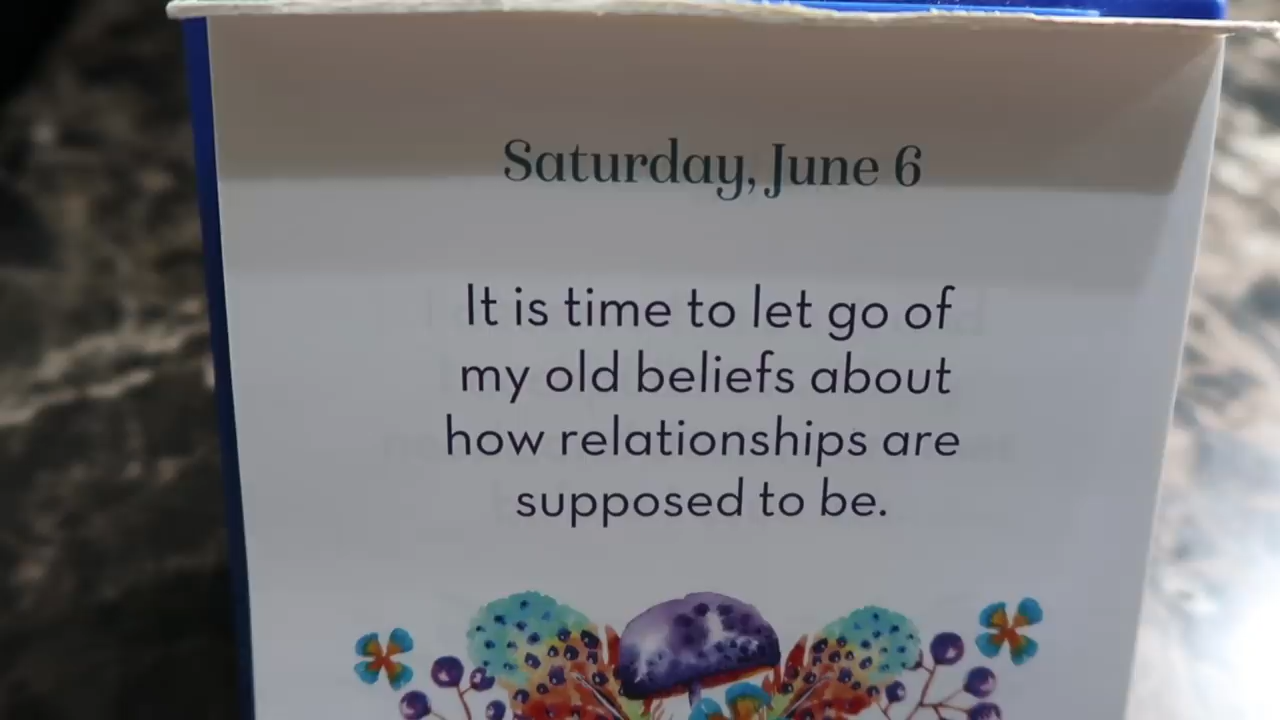 Saturday, June 6
It is time to let go of
my old beliefs about
how relationships are
supposed to be.